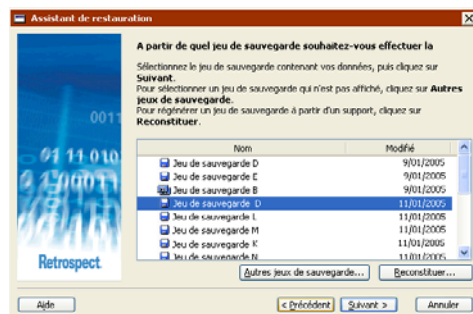 Assistant de restauration
A partir de quel jeu de sauvegarde souhaitez-vous effectuer la
Sélectionnez le jeu de sauvegarde contenant vos données, puis cliquez sur
Suivant.
Pour sélectionner un jeu de sauvegarde qui n'est pas affiché, cliquez sur Autres
jeux de sauvegarde.
Pour régénérer un jeu de sauvegarde à partir d'un support, cliquez sur
Reconstituer.
Nom Modifié
Jeu de sauvegarde D 9/01/2005
Jeu de sauvegarde E 9/01/2005
Jeu de sauvegarde B 9/01/2005
Jeu de sauvegarde D 11/01/2005
Jeu de sauvegarde L 11/01/2005
Jeu de sauvegarde M 11/01/2005
Jeu de sauvegarde K 11/01/2005
Jeu de sauvegarde N 11/01/2005
Retrospect.
Autres jeux de sauvegarde... Reconstituer...
Aide < Précédent Suivant > Annuler